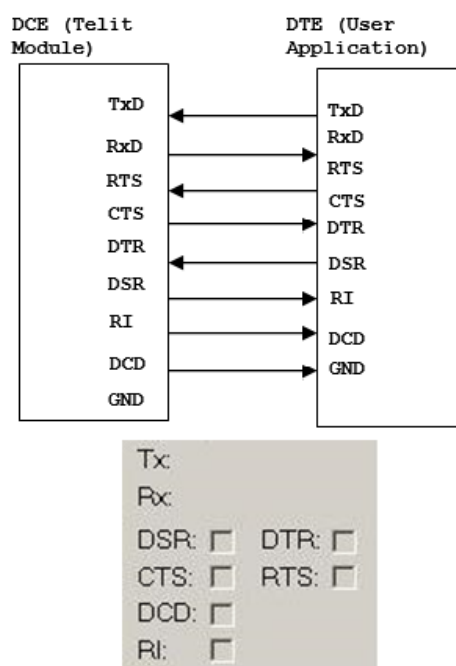 DCE (Telit
Module)
DTE (User
Application)
TxD
RxD
RTS
CTS
DTR
DSR
RI
DCD
GND
TxD
RxD
RTS
CTS
DTR
DSR
RI
DCD
GND
Tx:
Rx:
DSR: DTR:
CTS: RTS:
DCD:
RI: